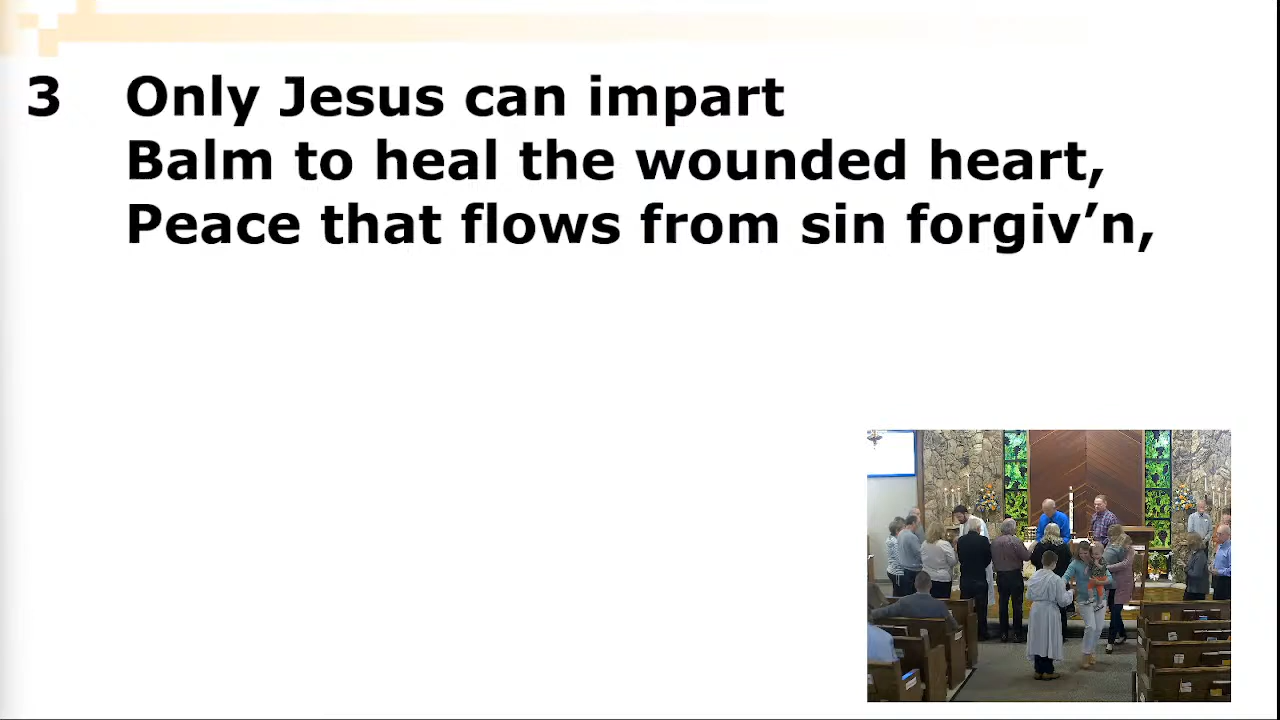 3 Only Jesus can impart
Balm to heal the wounded heart,
Peace that flows from sin forgiv’n,